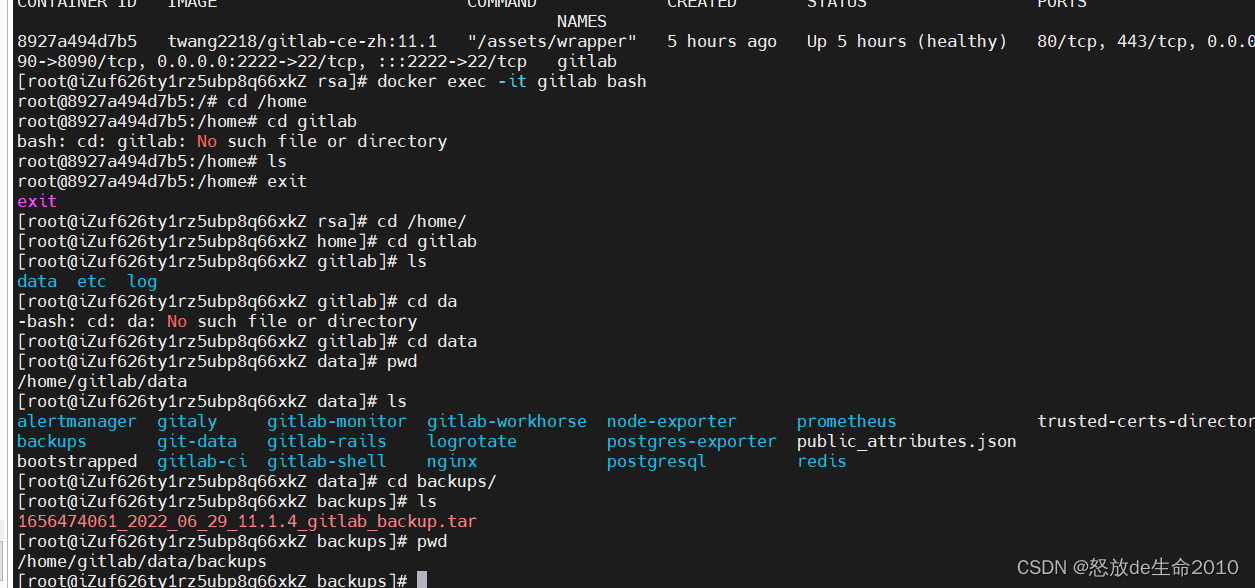 CONTAINER ID   IMAGE                         COMMAND             CREATED       STATUS                 PORTS
                                                      NAMES
8927a494d7b5   twang2218/gitlab-ce-zh:11.1   "/assets/wrapper"   5 hours ago   Up 5 hours (healthy)   80/tcp, 443/tcp, 0.0.0
90->8090/tcp, 0.0.0.0:2222->22/tcp, :::2222->22/tcp   gitlab
[root@iZuf626ty1rz5ubp8q66xkZ rsa]# docker exec -it gitlab bash
root@8927a494d7b5:/# cd /home
root@8927a494d7b5:/home# cd gitlab
bash: cd: gitlab: No such file or directory
root@8927a494d7b5:/home# ls
root@8927a494d7b5:/home# exit
exit
[root@iZuf626ty1rz5ubp8q66xkZ rsa]# cd /home/
[root@iZuf626ty1rz5ubp8q66xkZ home]# cd gitlab
[root@iZuf626ty1rz5ubp8q66xkZ gitlab]# ls
data  etc  log
[root@iZuf626ty1rz5ubp8q66xkZ gitlab]# cd da
-bash: cd: da: No such file or directory
[root@iZuf626ty1rz5ubp8q66xkZ gitlab]# cd data
[root@iZuf626ty1rz5ubp8q66xkZ data]# pwd
/home/gitlab/data
[root@iZuf626ty1rz5ubp8q66xkZ data]# ls
alertmanager  gitaly     gitlab-monitor  gitlab-workhorse  node-exporter      prometheus              trusted-certs-director
backups       git-data   gitlab-rails    logrotate         postgres-exporter  public_attributes.json
bootstrapped  gitlab-ci  gitlab-shell    nginx             postgresql         redis
[root@iZuf626ty1rz5ubp8q66xkZ data]# cd backups/
[root@iZuf626ty1rz5ubp8q66xkZ backups]# ls
1656474061_2022_06_29_11.1.4_gitlab_backup.tar
[root@iZuf626ty1rz5ubp8q66xkZ backups]# pwd
/home/gitlab/data/backups
[root@iZuf626ty1rz5ubp8q66xkZ backups]#
CSDN @怒放de生命2010